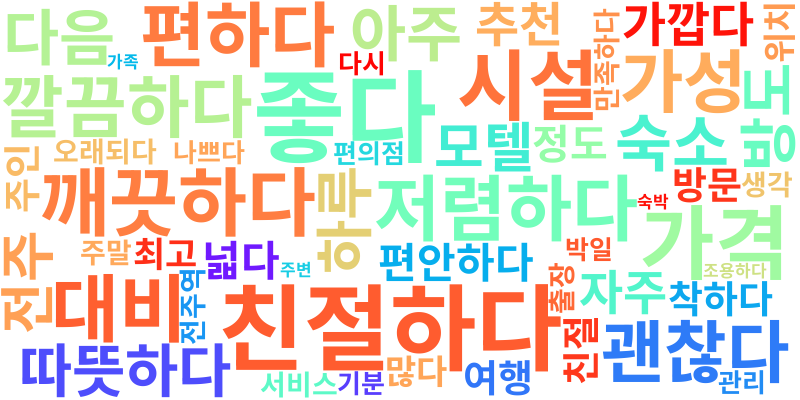 다음
편하다
아주
추천
만족하다
가깝다
위치
가족
다시
깔끔하다
좋다
시설
가성
방도
주인
오래되다
나쁘다
편의점
모텔
정도
숙소
깨끗하다
하루
저렴하다
숙박
방문
생각
가격
전주
주말
최고
넓다
주변
편안하다
박일
조용하다
대비
전주역
친절하다
출장
자주
착하다
따뜻하다
서비스
기분
많다
여행
친절
괜찮다
관리